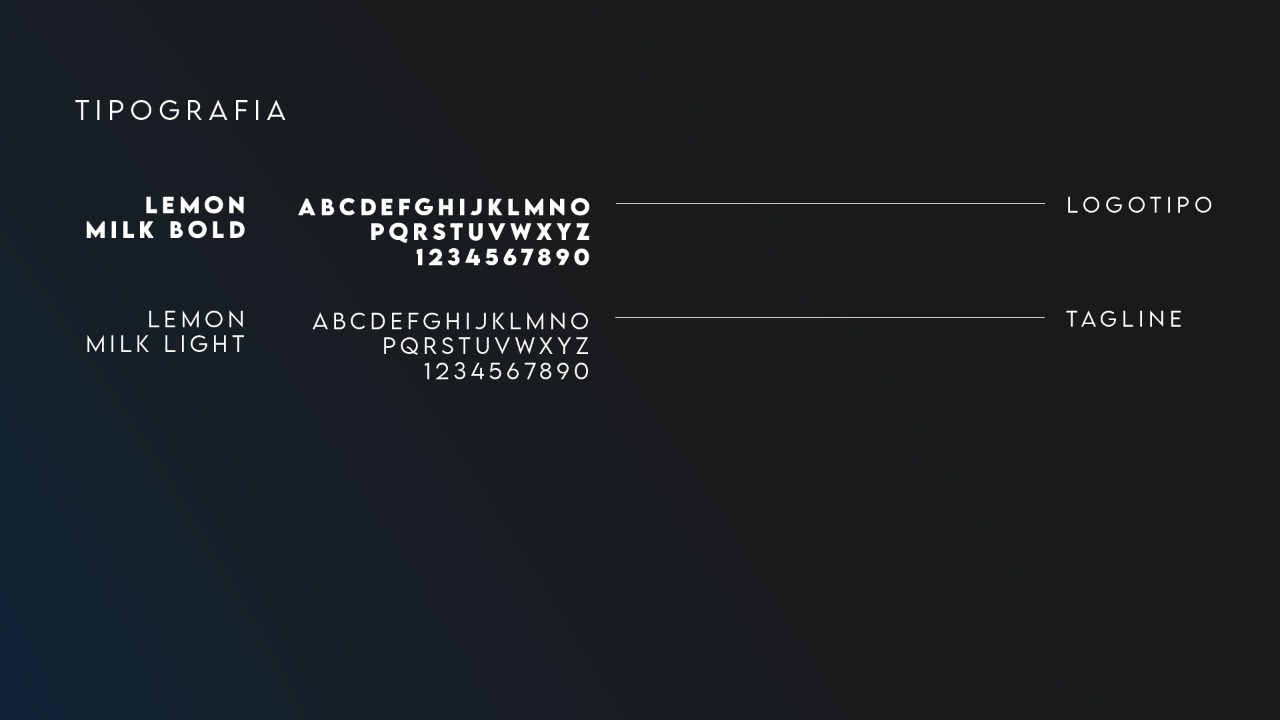 TIPOGRAFIA
LEMON
MILK BOLD
ABCDEFGHIJKLMNO
PQRSTUVWXYZ
1234567890
LOGOTIPO
LEMON
MILK LIGHT
ABCDEFGHIJKLMNO
PQRSTUVWXYZ
1234567890
TAGLINE